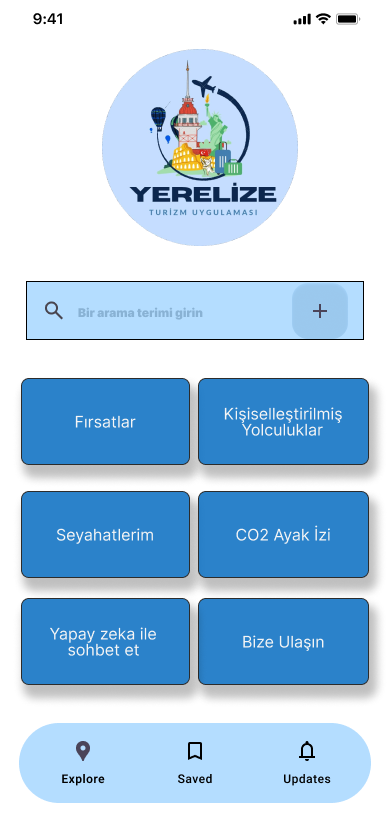 9:41
YERELİZE
TURİZM UYGULAMASI
Bir arama terimi girin
Fırsatlar
Kişiselleştirilmiş
Yolculuklar
Seyahatlerim
CO2 Ayak İzi
Yapay zeka ile
sohbet et
Bize Ulaşın
Explore
Saved
Updates